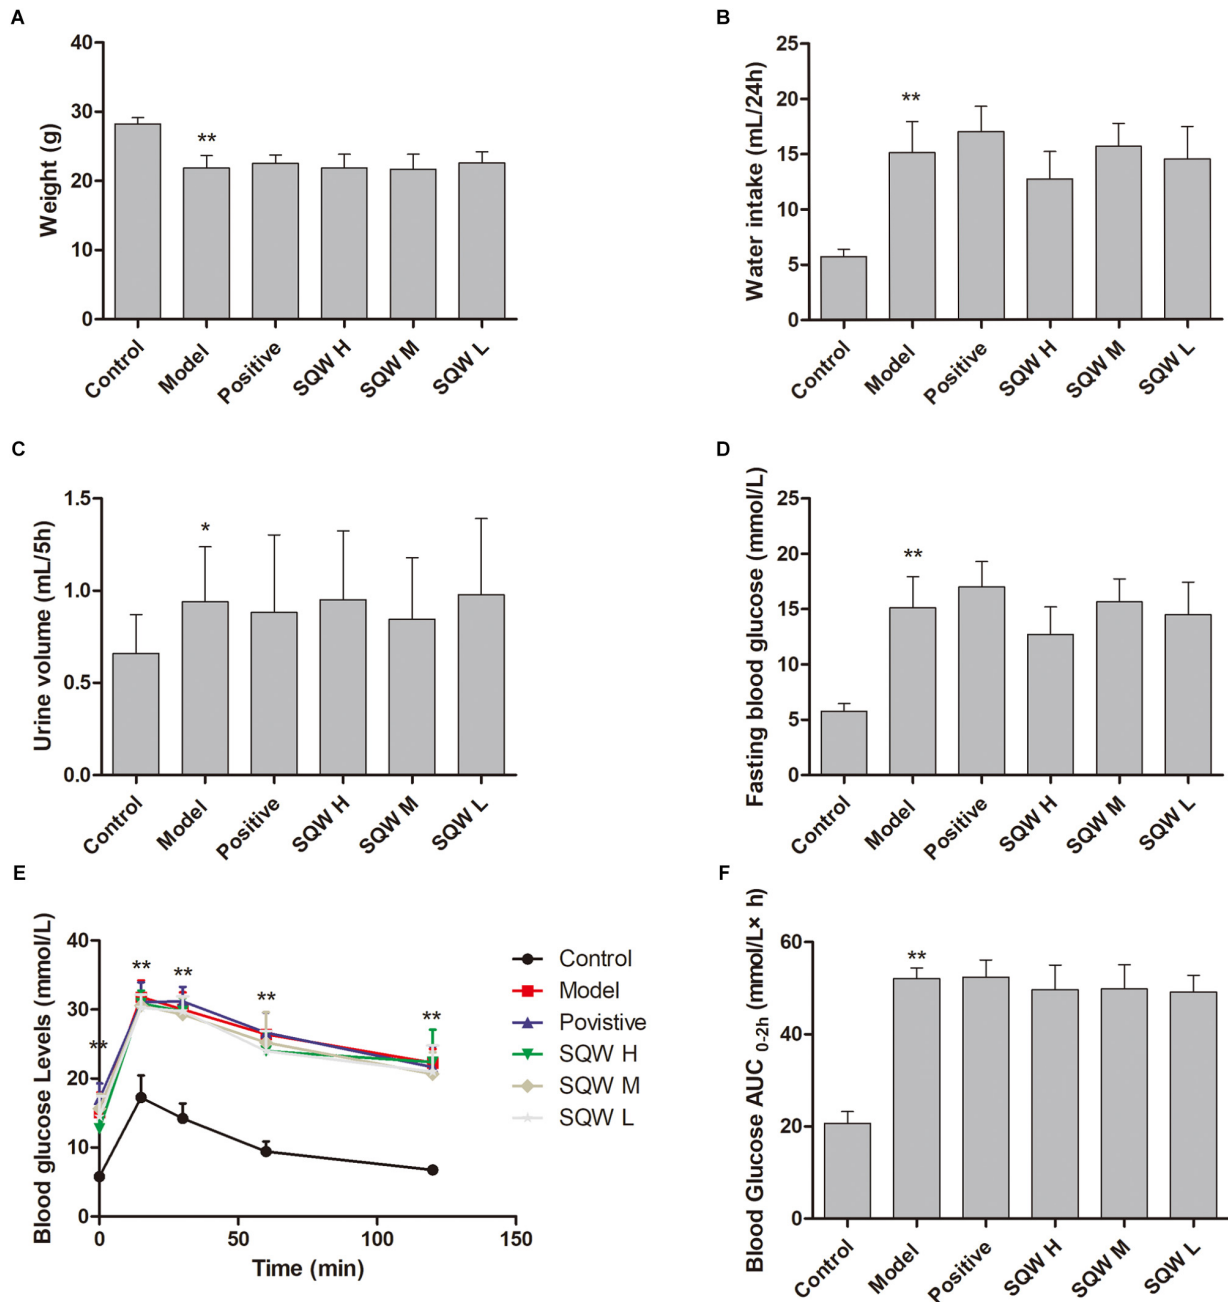 A
Weight (g)
40
30
20
10
0
**
Control
Model
Positive
SQW H
SQW M
SQW L
B
Water intake (mL/24h)
25
20
15
10
5
0
**
Control
Model
Positive
SQW H
SQW M
SQW L
C
Urine volume (mL/5h)
1.5
1.0
0.5
0.0
*
Control
Model
Positive
SQW H
SQW M
SQW L
D
Fasting blood glucose (mmol/L)
25
20
15
10
5
0
**
Control
Model
Positive
SQW H
SQW M
SQW L
E
Blood glucose Levels (mmol/L)
40
30
20
10
0
**
**
**
**
**
0
50
100
150
Time (min)
Control
Model
Povistive
SQW H
SQW M
SQW L
F
Blood Glucose AUC 0-2h (mmol/L× h)
60
40
20
0
**
Control
Model
Positive
SQW H
SQW M
SQW L